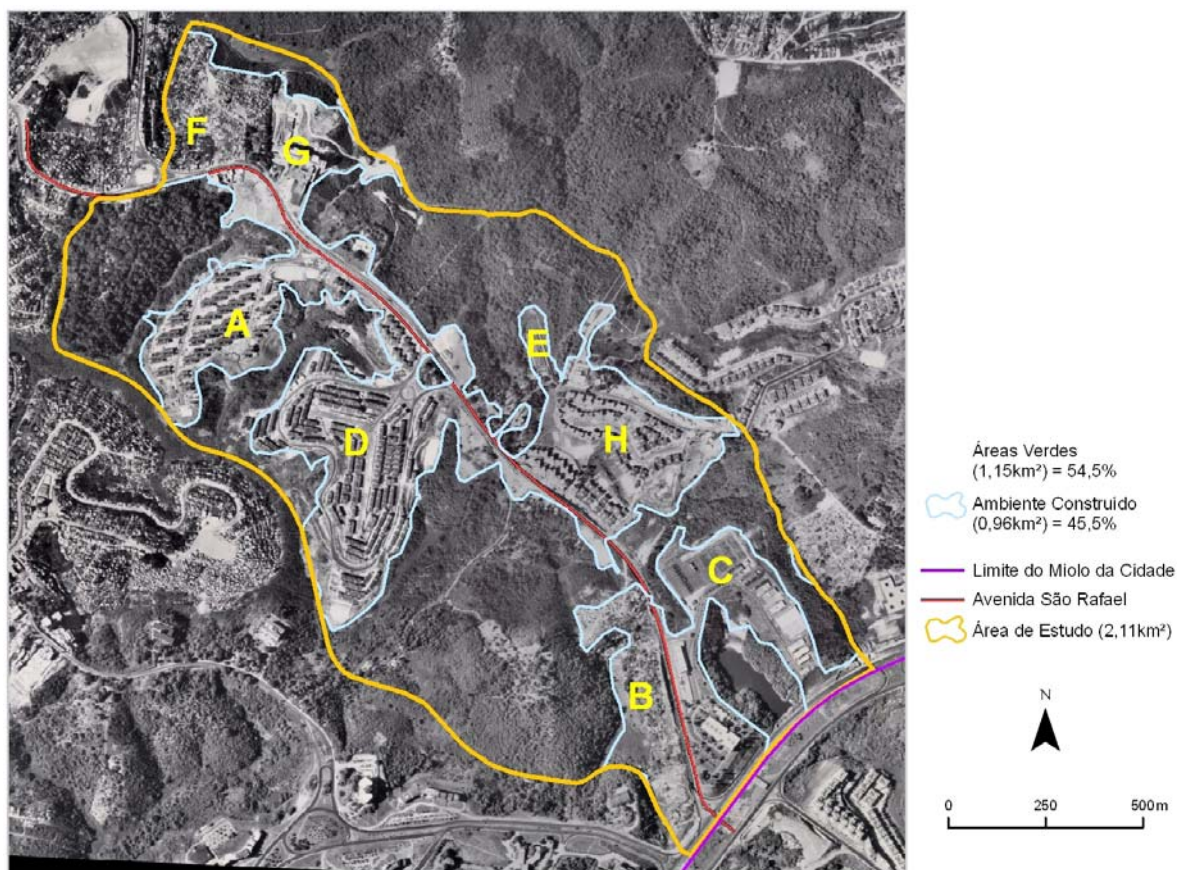 F
G
A
E
D
H
C
B
Áreas Verdes
(1,15km²) = 54,5%
Ambiente Construído
(0,96km²) = 45,5%
Limite do Miolo da Cidade
Avenida São Rafael
Área de Estudo (2,11km²)
N
0 250 500m